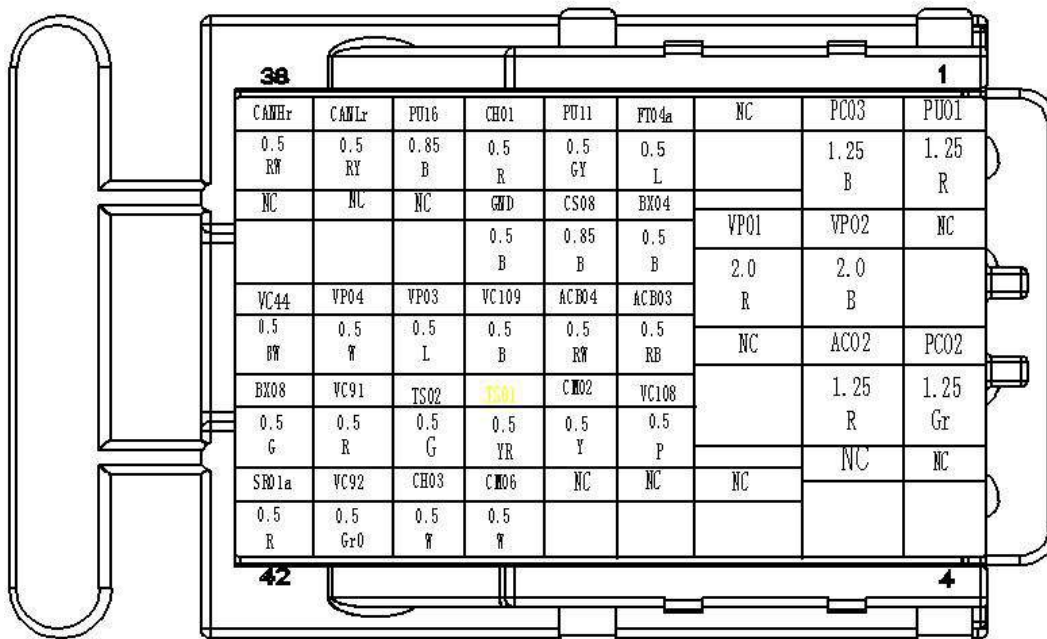 38 1
CANHr CANLr PU16 CH01 PU11 FT04a NC PC03 PU01
0.5 0.5 0.85 0.5 0.5 0.5 1.25 1.25
RW RY B R GY L B R
NC NC NC GND CS08 BX04 VP01 VP02 NC
0.5 0.85 0.5 2.0 2.0
B B B R B
VC44 VP04 VP03 VC109 ACB04 ACB03 NC AC02 PC02
0.5 0.5 0.5 0.5 0.5 0.5 1.25 1.25
BW W L B RW RB R Gr
BX08 VC91 TS02 TS01 CM02 VC108
0.5 0.5 0.5 0.5 0.5 0.5
G R G YR Y P
NC NC
SR01a VC92 CH03 CM06 NC NC NC
0.5 0.5 0.5 0.5
R GrO W W
42 4